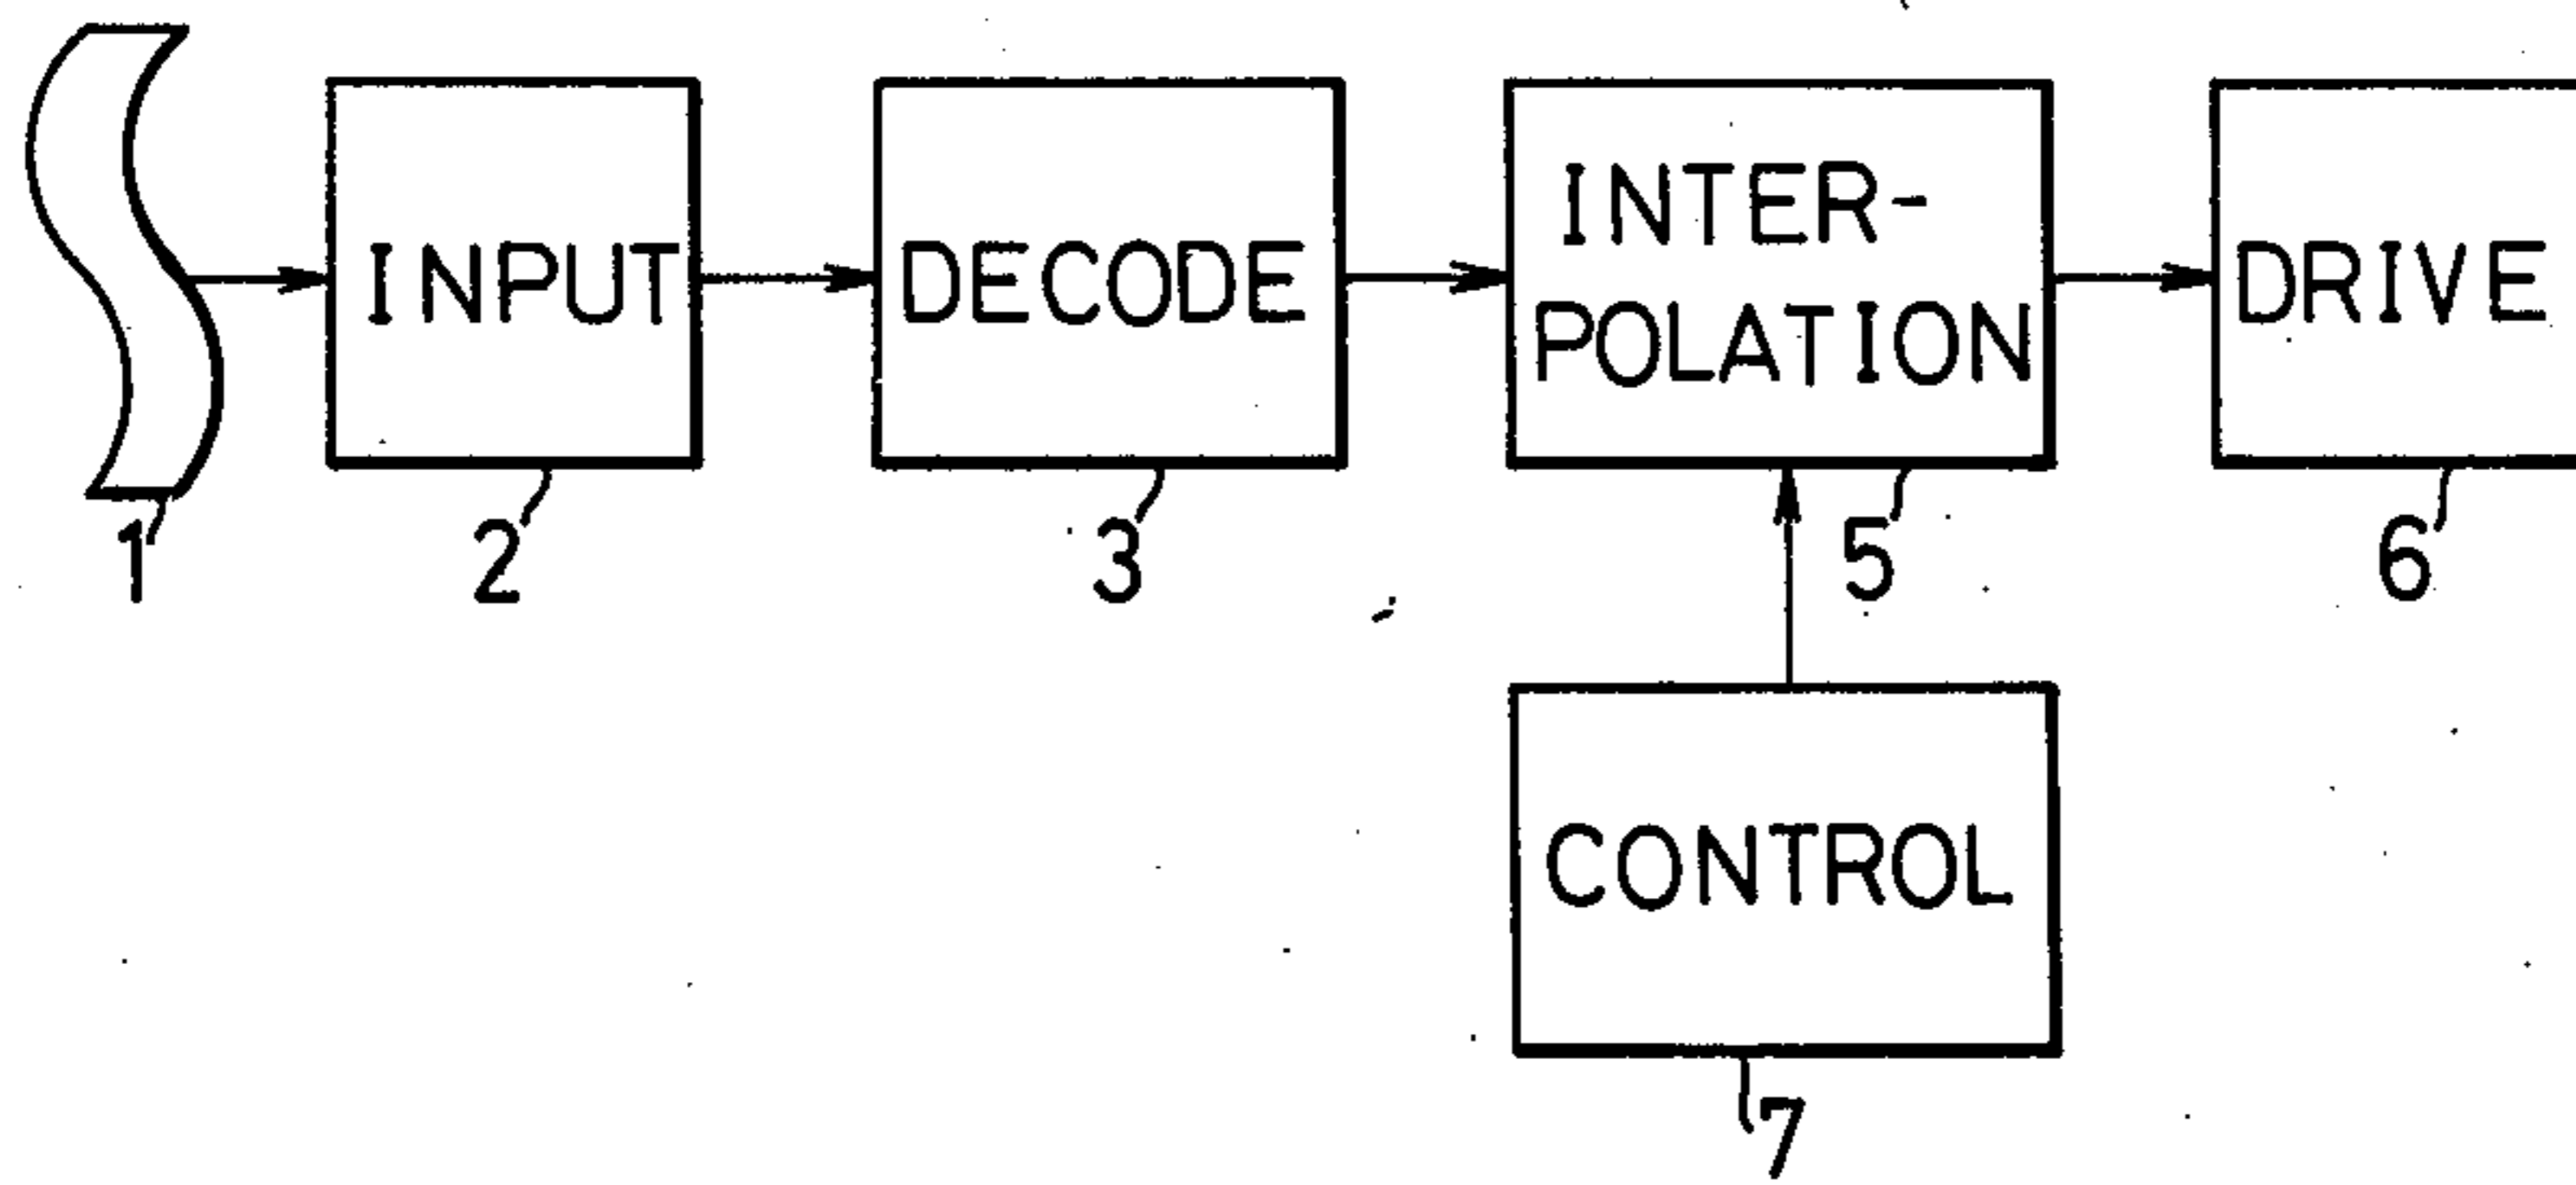 INPUT
DECODE
INTER-
POLATION
DRIVE
1
2
3
5
6
CONTROL
7